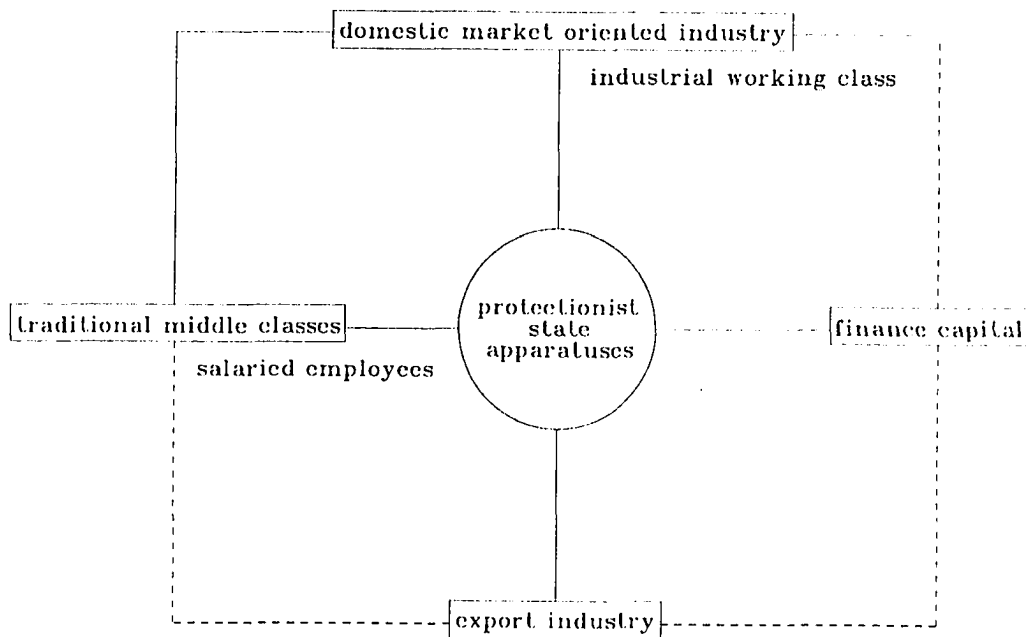 domestic market oriented industry
industrial working class
protectionist
state
apparatuses
traditional middle classes
finance capital
salaried employees
export industry